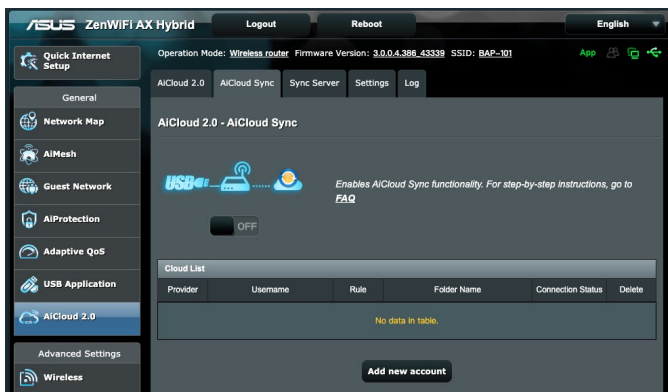 ASUS ZenWiFi AX Hybrid Logout Reboot English
Quick Internet
Setup
Operation Mode: Wireless router Firmware Version: 3.0.0.4.386_43339 SSID: BAP-101 App
General
AiCloud 2.0 AiCloud Sync Sync Server Settings Log
Network Map
AiCloud 2.0 - AiCloud Sync
AiMesh
Guest Network
USB
Enables AiCloud Sync functionality. For step-by-step instructions, go to
FAQ
AiProtection
OFF
Adaptive QoS
Cloud List
USB Application
Provider Username Rule Folder Name Connection Status Delete
AiCloud 2.0
No data in table.
Advanced Settings
Add new account
Wireless